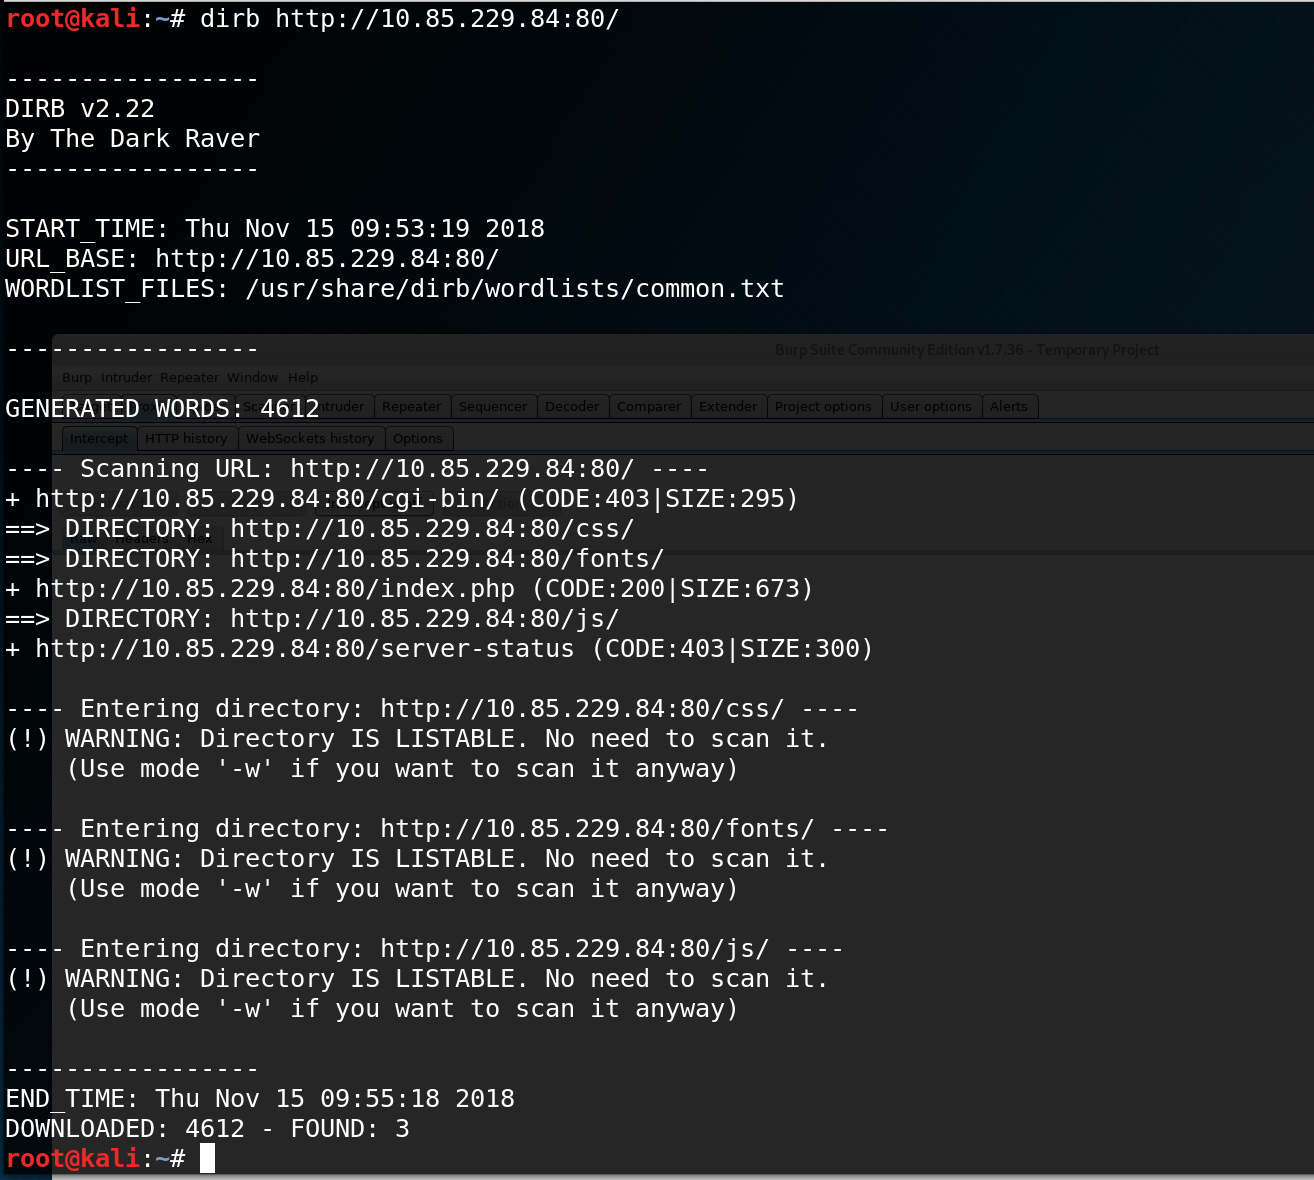 root@kali:~# dirb http://10.85.229.84:80/
-----------------
DIRB v2.22
By The Dark Raver
-----------------
START_TIME: Thu Nov 15 09:53:19 2018
URL_BASE: http://10.85.229.84:80/
WORDLIST_FILES: /usr/share/dirb/wordlists/common.txt
-----------------
Burp Suite Community Edition v1.7.36 - Temporary Project
Burp Intruder Repeater Window Help
GENERATED WORDS: 4612
Intruder Repeater Sequencer Decoder Comparer Extender Project options User options Alerts
Intercept HTTP history WebSockets history Options
---- Scanning URL: http://10.85.229.84:80/ ----
+ http://10.85.229.84:80/cgi-bin/ (CODE:403|SIZE:295)
==> DIRECTORY: http://10.85.229.84:80/css/
Raw Headers Hex
==> DIRECTORY: http://10.85.229.84:80/fonts/
+ http://10.85.229.84:80/index.php (CODE:200|SIZE:673)
==> DIRECTORY: http://10.85.229.84:80/js/
+ http://10.85.229.84:80/server-status (CODE:403|SIZE:300)
---- Entering directory: http://10.85.229.84:80/css/ ----
(!) WARNING: Directory IS LISTABLE. No need to scan it.
(Use mode '-w' if you want to scan it anyway)
---- Entering directory: http://10.85.229.84:80/fonts/ ----
(!) WARNING: Directory IS LISTABLE. No need to scan it.
(Use mode '-w' if you want to scan it anyway)
---- Entering directory: http://10.85.229.84:80/js/ ----
(!) WARNING: Directory IS LISTABLE. No need to scan it.
(Use mode '-w' if you want to scan it anyway)
-----------------
END_TIME: Thu Nov 15 09:55:18 2018
DOWNLOADED: 4612 - FOUND: 3
root@kali:~#